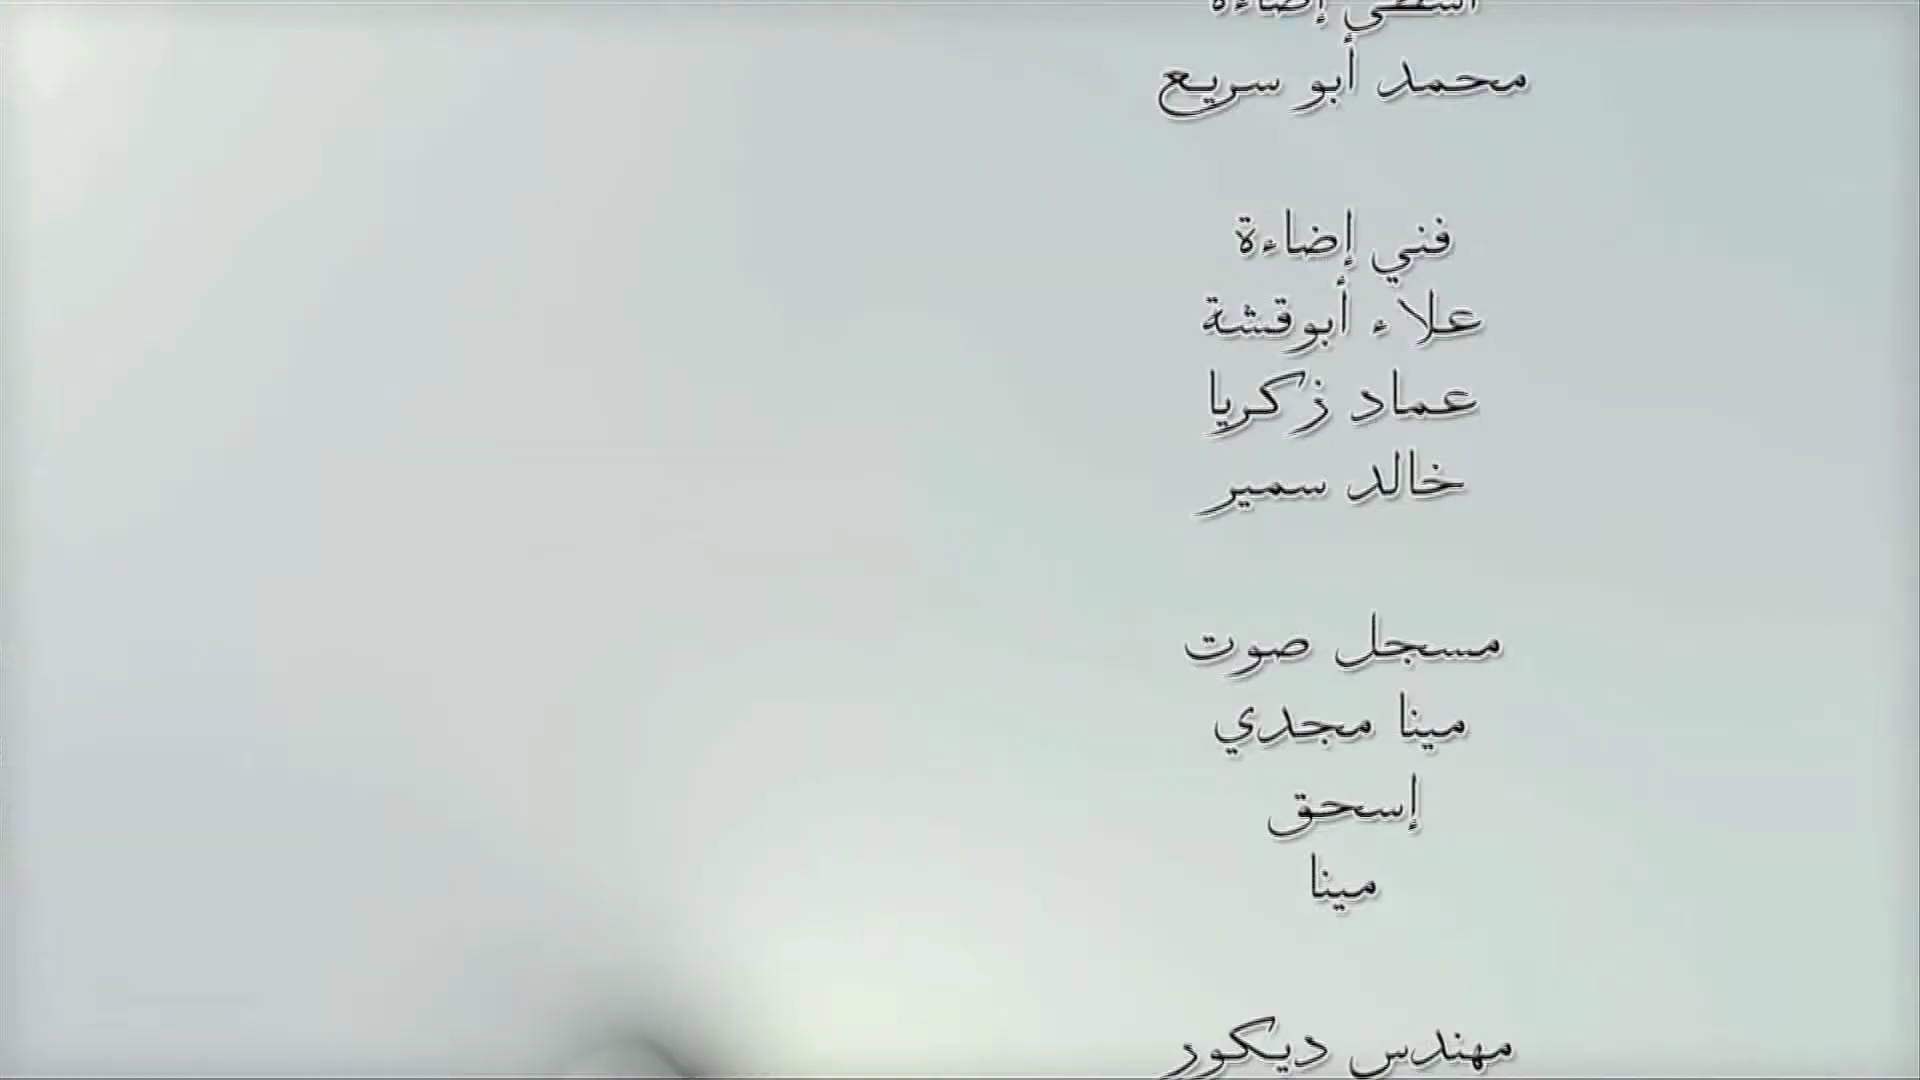 إضاءة
محمد أبو سريع
فني إضاءة
علاء أبوقشة
عماد زكريا
خالد سمير
مسجل صوت
مينا مجدي
إسحق
مينا
مهندس ديكور